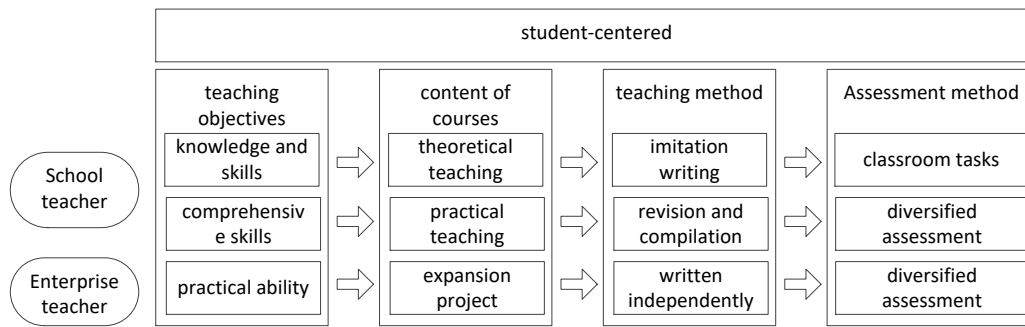 student-centered
teaching
objectives
content of
courses
teaching method
Assessment method
School
teacher
knowledge and
skills
theoretical
teaching
imitation
writing
classroom tasks
comprehensiv
e skills
practical
teaching
revision and
compilation
diversified
assessment
Enterprise
teacher
practical ability
expansion
project
written
independently
diversified
assessment